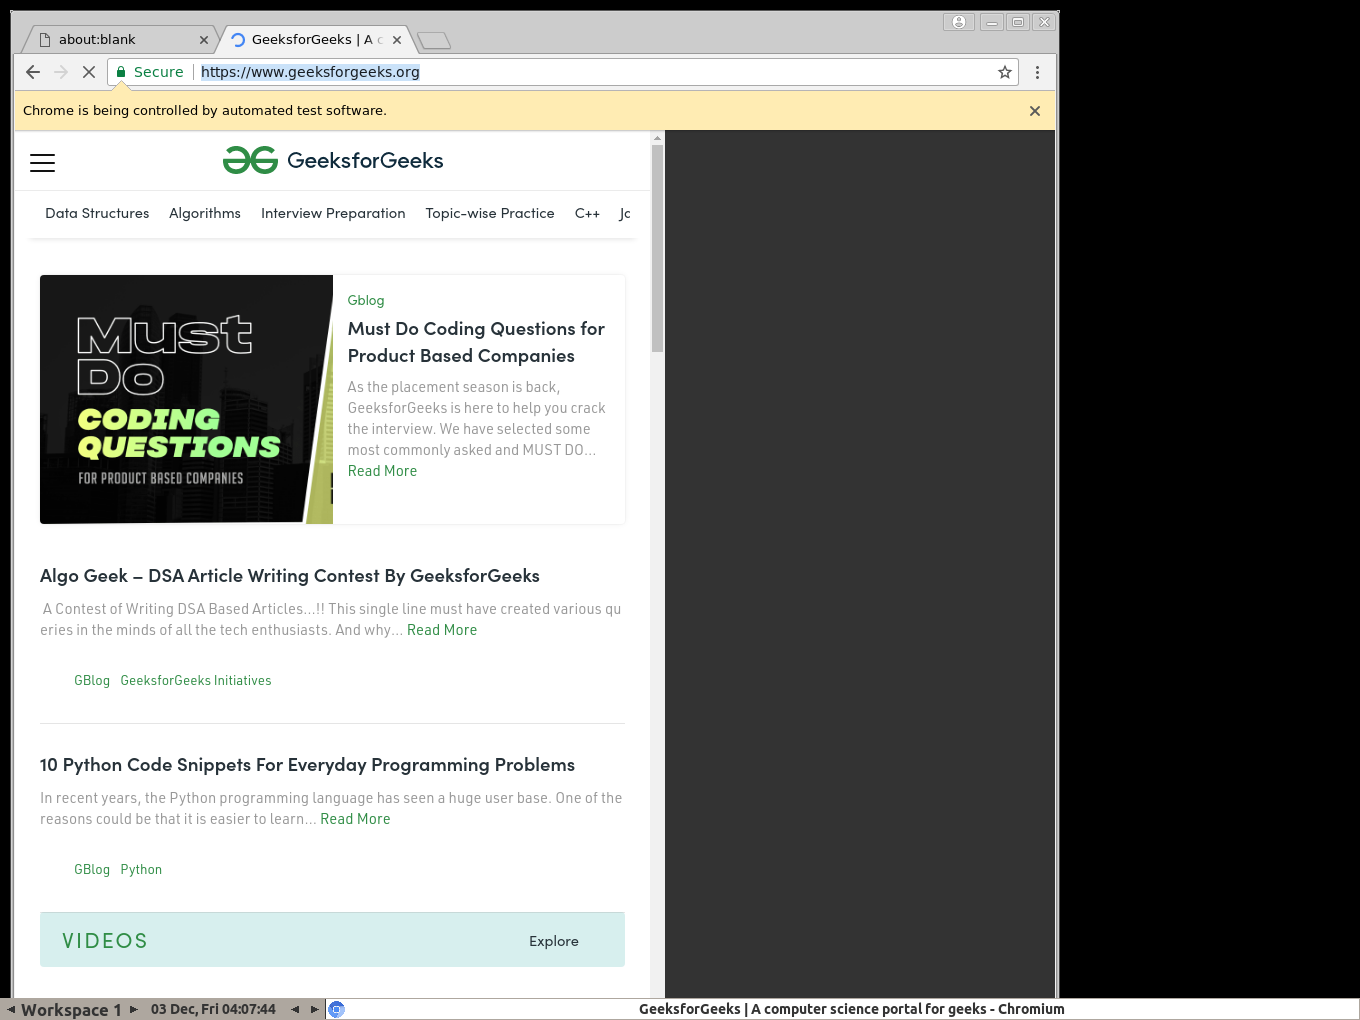 about:blank
GeeksforGeeks | A c
Secure
https://www.geeksforgeeks.org
Chrome is being controlled by automated test software.
GeeksforGeeks
Data Structures Algorithms Interview Preparation Topic-wise Practice C++ Ja
Must
Do
CODING
QUESTIONS
FOR PRODUCT BASED COMPANIES
Gblog
Must Do Coding Questions for
Product Based Companies
As the placement season is back,
GeeksforGeeks is here to help you crack
the interview. We have selected some
most commonly asked and MUST DO...
Read More
Algo Geek – DSA Article Writing Contest By GeeksforGeeks
A Contest of Writing DSA Based Articles...!! This single line must have created various qu
eries in the minds of all the tech enthusiasts. And why... Read More
GBlog GeeksforGeeks Initiatives
10 Python Code Snippets For Everyday Programming Problems
In recent years, the Python programming language has seen a huge user base. One of the
reasons could be that it is easier to learn... Read More
GBlog Python
VIDEOS
Explore
Workspace 1
03 Dec, Fri 04:07:44
GeeksforGeeks | A computer science portal for geeks - Chromium